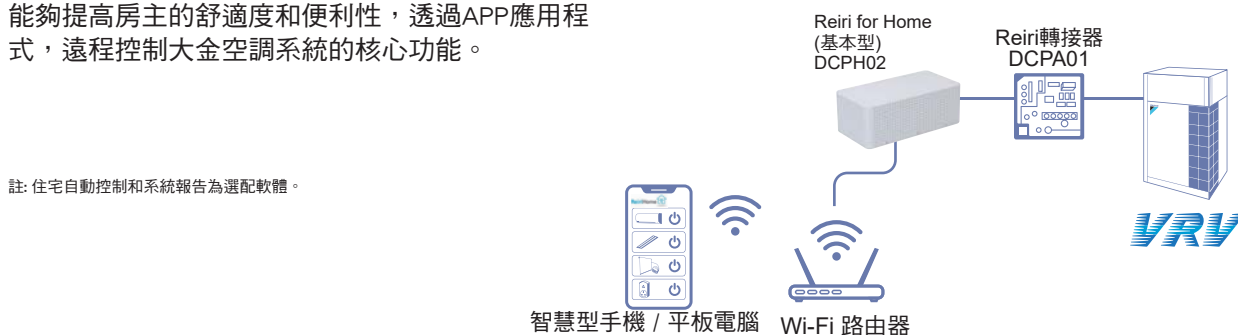 能夠提高房主的舒適度和便利性，透過APP應用程
式，遠程控制大金空調系統的核心功能。
註: 住宅自動控制和系統報告為選配軟體。
Reiri for Home
(基本型)
DCPH02
Reiri轉接器
DCPA01
VRV
ReiriHome
智慧型手機 / 平板電腦
Wi-Fi 路由器